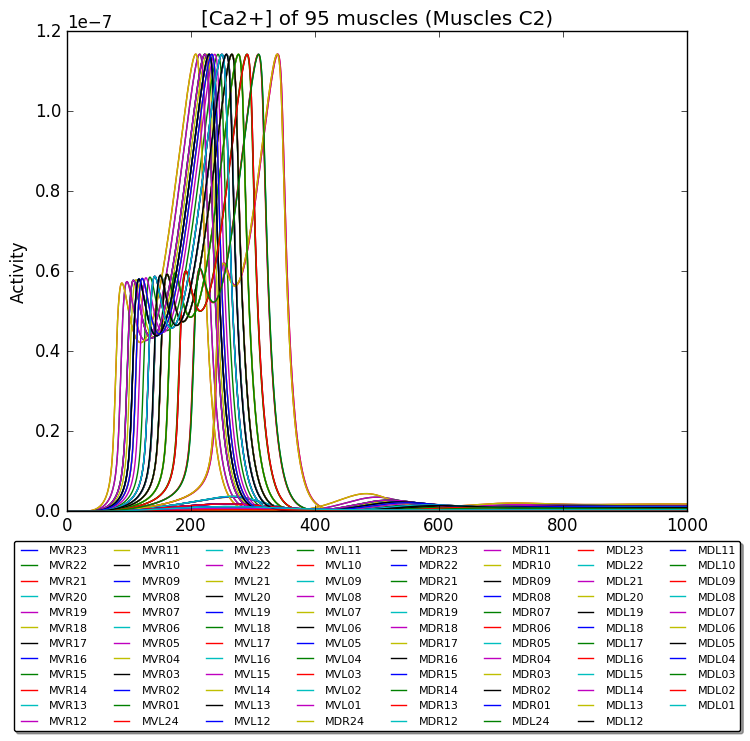 [Ca2+] of 95 muscles (Muscles C2)
1e−7
1.2
1.0
0.8
0.6
0.4
0.2
0.0
Activity
0 200 400 600 800 1000
MVR23 MVR11 MVL23 MVL11 MDR23 MDR11 MDL23 MDL11
MVR22 MVR10 MVL22 MVL10 MDR22 MDR10 MDL22 MDL10
MVR21 MVR09 MVL21 MVL09 MDR21 MDR09 MDL21 MDL09
MVR20 MVR08 MVL20 MVL08 MDR20 MDR08 MDL20 MDL08
MVR19 MVR07 MVL19 MVL07 MDR19 MDR07 MDL19 MDL07
MVR18 MVR06 MVL18 MVL06 MDR18 MDR06 MDL18 MDL06
MVR17 MVR05 MVL17 MVL05 MDR17 MDR05 MDL17 MDL05
MVR16 MVR04 MVL16 MVL04 MDR16 MDR04 MDL16 MDL04
MVR15 MVR03 MVL15 MVL03 MDR15 MDR03 MDL15 MDL03
MVR14 MVR02 MVL14 MVL02 MDR14 MDR02 MDL14 MDL02
MVR13 MVR01 MVL13 MVL01 MDR13 MDR01 MDL13 MDL01
MVR12 MVL24 MVL12 MDR24 MDR12 MDL24 MDL12